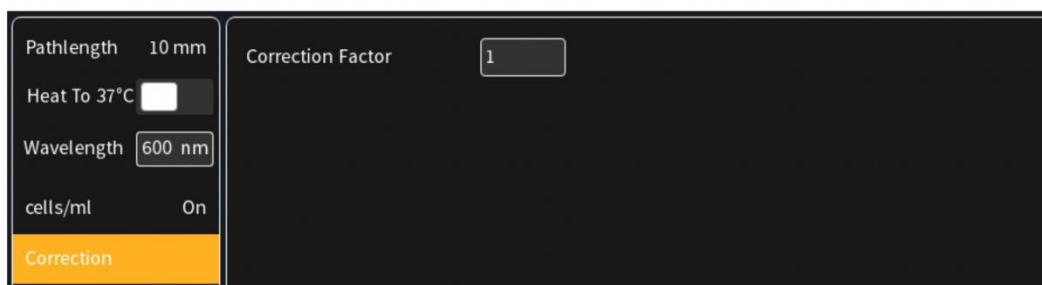 Pathlength 10 mm
Heat To 37°C
Wavelength 600 nm
cells/ml On
Correction
Correction Factor 1